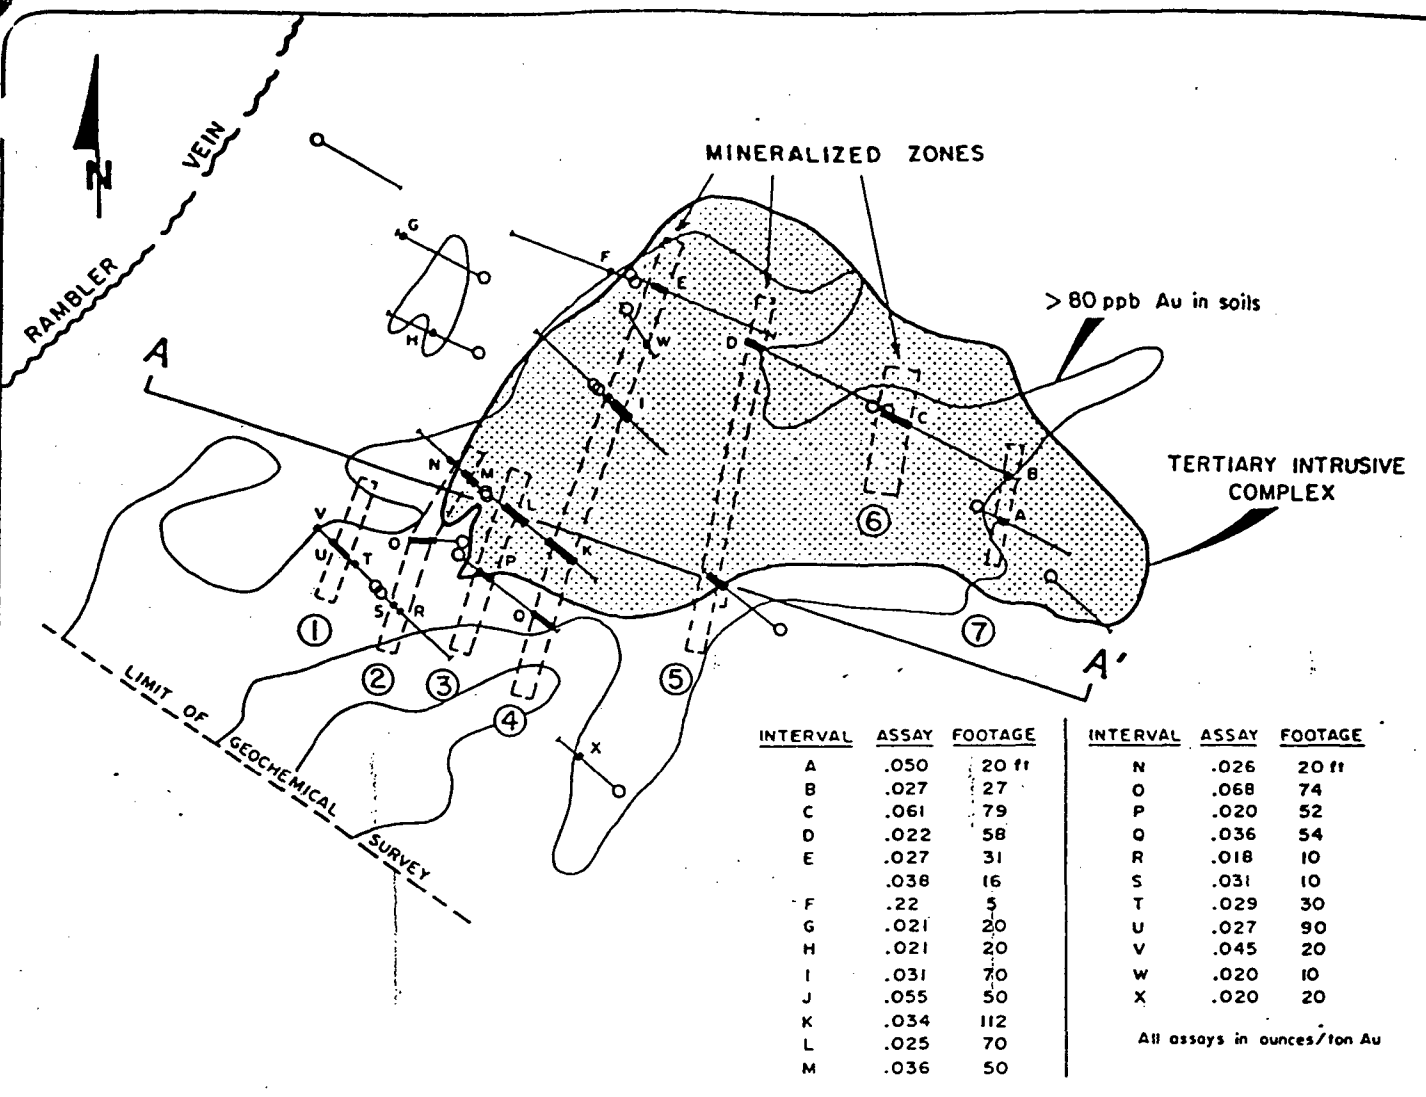 MINERALIZED ZONES
N
RAMBLER VEIN
> 80 ppb Au in soils
TERTIARY INTRUSIVE
COMPLEX
A
A'
G
H
F
E
W
D
I
C
B
A
N
M
L
K
V
U
T
O
P
S
R
Q
X
1
2
3
4
5
6
7
LIMIT OF GEOCHEMICAL SURVEY
INTERVAL ASSAY FOOTAGE
A .050 20 ft
B .027 27
C .061 79
D .022 58
E .027 31
.038 16
F .22 5
G .021 20
H .021 20
I .031 70
J .055 50
K .034 112
L .025 70
M .036 50
INTERVAL ASSAY FOOTAGE
N .026 20 ft
O .068 74
P .020 52
Q .036 54
R .018 10
S .031 10
T .029 30
U .027 90
V .045 20
W .020 10
X .020 20
All assays in ounces/ton Au